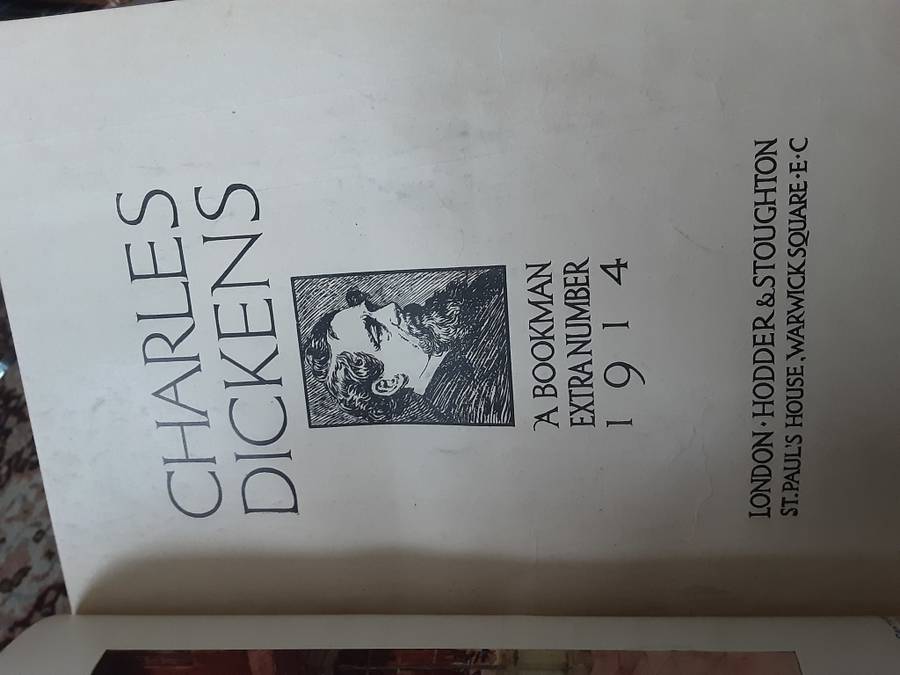 CHARLES
DICKENS
A BOOKMAN
EXTRA NUMBER
1914
LONDON · HODDER & STOUGHTON
ST. PAUL'S HOUSE, WARWICK SQUARE · E · C